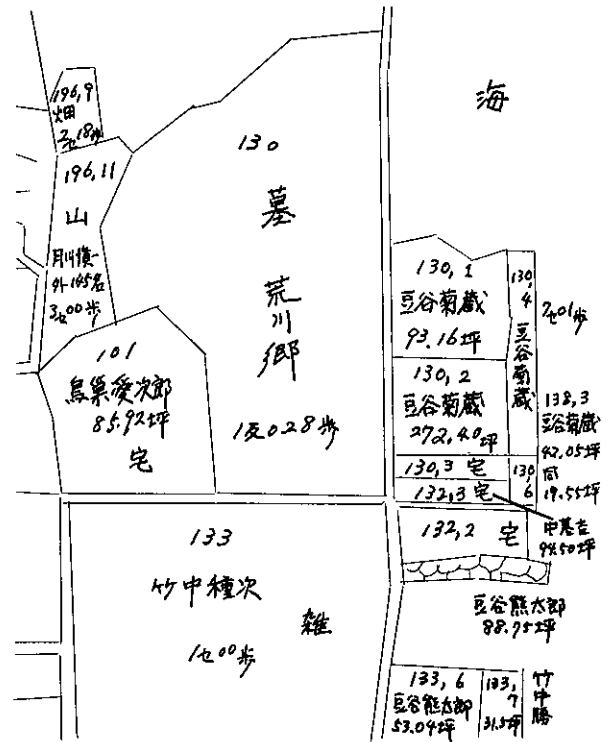 196,9
畑
2セ18歩
196,11
山
月川慎一
外145名
3セ00歩
130
墓
荒川郷
1反028歩
海
101
鳥巣愛次郎
85.92坪
宅
130,1
豆谷菊蔵
93.16坪
130,4
豆谷菊蔵
2セ01歩
130,2
豆谷菊蔵
272,40坪
138,3
豆谷菊蔵
42.05坪
同
19.55坪
130,3 宅
130,6
132,3 宅
中基吉
94.50坪
132,2 宅
豆谷熊太郎
88.75坪
133
竹中種次
雑
1セ00歩
133,6
豆谷熊太郎
53.04坪
133,7
31.5坪
竹中勝